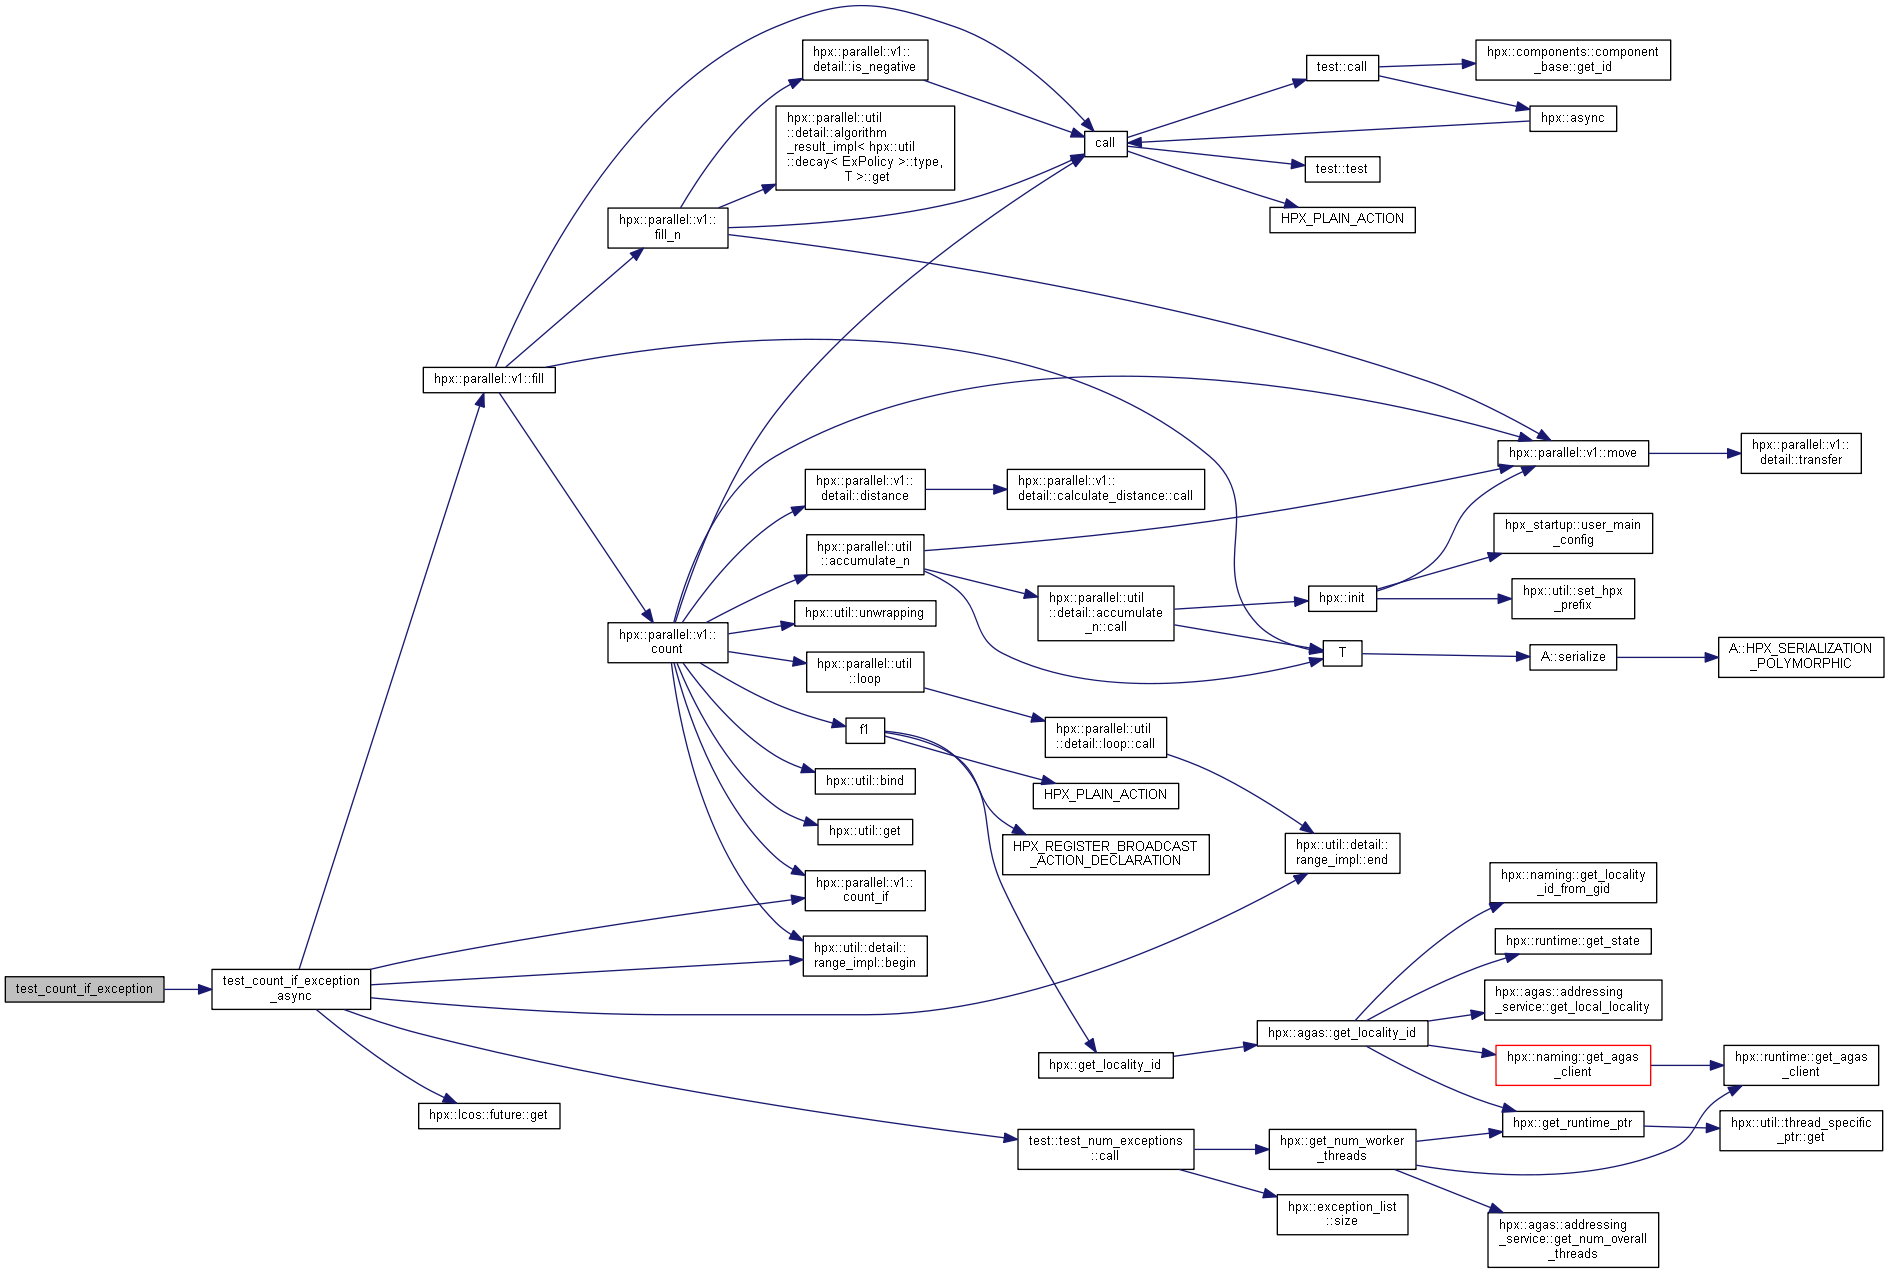 test_count_if_exception
test_count_if_exception
_async
hpx::parallel::v1::fill
hpx::lcos::future::get
hpx::parallel::v1::
fill_n
hpx::parallel::v1::
count
hpx::parallel::v1::
detail::is_negative
hpx::parallel::util
::detail::algorithm
_result_impl< hpx::util
::decay< ExPolicy >::type,
T >::get
hpx::parallel::v1::
detail::distance
hpx::parallel::util
::accumulate_n
hpx::util::unwrapping
hpx::parallel::util
::loop
f1
hpx::util::bind
hpx::util::get
hpx::parallel::v1::
count_if
hpx::util::detail::
range_impl::begin
call
hpx::parallel::v1::
detail::calculate_distance::call
hpx::parallel::util
::detail::accumulate
_n::call
hpx::parallel::util
::detail::loop::call
HPX_PLAIN_ACTION
HPX_REGISTER_BROADCAST
_ACTION_DECLARATION
hpx::get_locality_id
test::test_num_exceptions
::call
test::call
test::test
HPX_PLAIN_ACTION
hpx::init
T
hpx::util::detail::
range_impl::end
hpx::agas::get_locality_id
hpx::get_num_worker
_threads
hpx::exception_list
::size
hpx::components::component
_base::get_id
hpx::async
hpx::parallel::v1::move
hpx_startup::user_main
_config
hpx::util::set_hpx
_prefix
A::serialize
hpx::naming::get_locality
_id_from_gid
hpx::runtime::get_state
hpx::agas::addressing
_service::get_local_locality
hpx::naming::get_agas
_client
hpx::get_runtime_ptr
hpx::agas::addressing
_service::get_num_overall
_threads
hpx::parallel::v1::
detail::transfer
A::HPX_SERIALIZATION
_POLYMORPHIC
hpx::runtime::get_agas
_client
hpx::util::thread_specific
_ptr::get